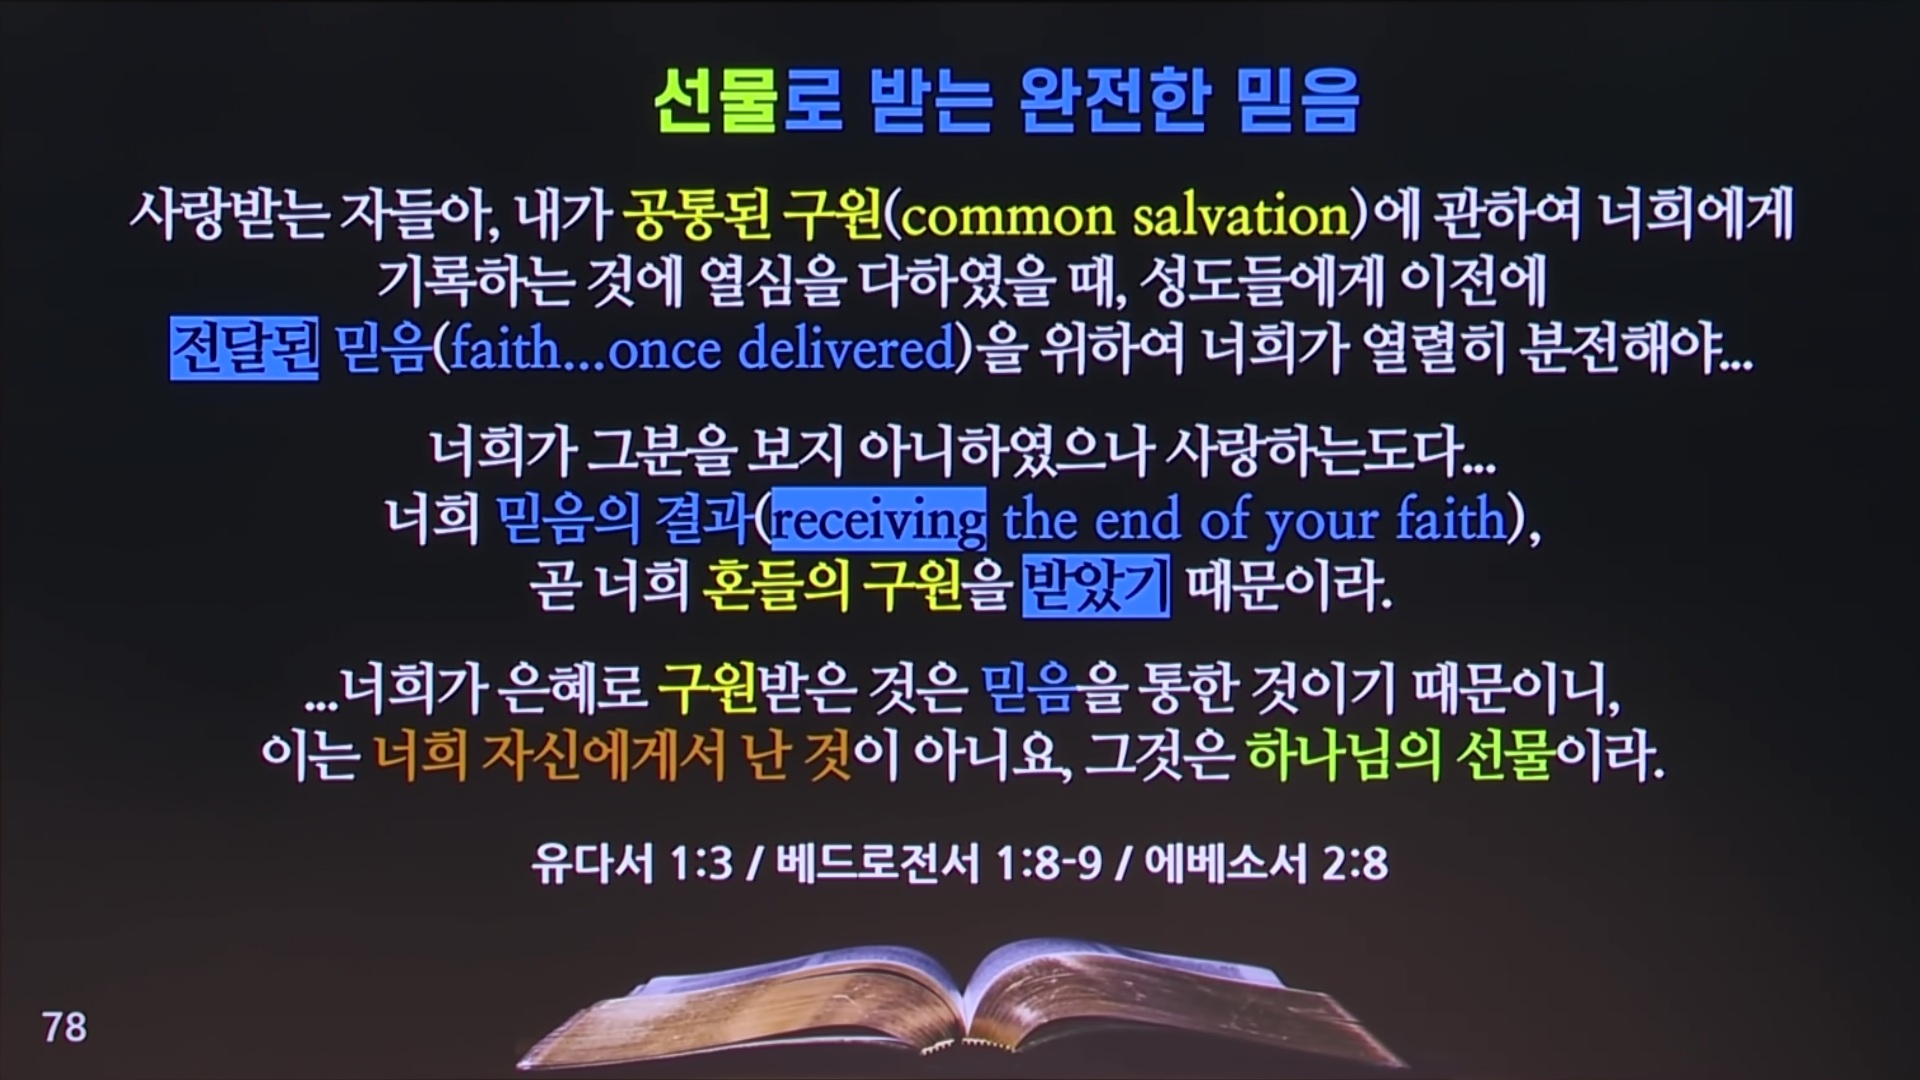 선물로 받는 완전한 믿음
사랑받는 자들아, 내가 공통된 구원(common salvation)에 관하여 너희에게
기록하는 것에 열심을 다하였을 때, 성도들에게 이전에
전달된 믿음(faith...once delivered)을 위하여 너희가 열렬히 분전해야...
너희가 그분을 보지 아니하였으나 사랑하는도다...
너희 믿음의 결과(receiving the end of your faith),
곧 너희 혼들의 구원을 받았기 때문이라.
...너희가 은혜로 구원받은 것은 믿음을 통한 것이기 때문이니,
이는 너희 자신에게서 난 것이 아니요, 그것은 하나님의 선물이라.
유다서 1:3 / 베드로전서 1:8-9 / 에베소서 2:8
78